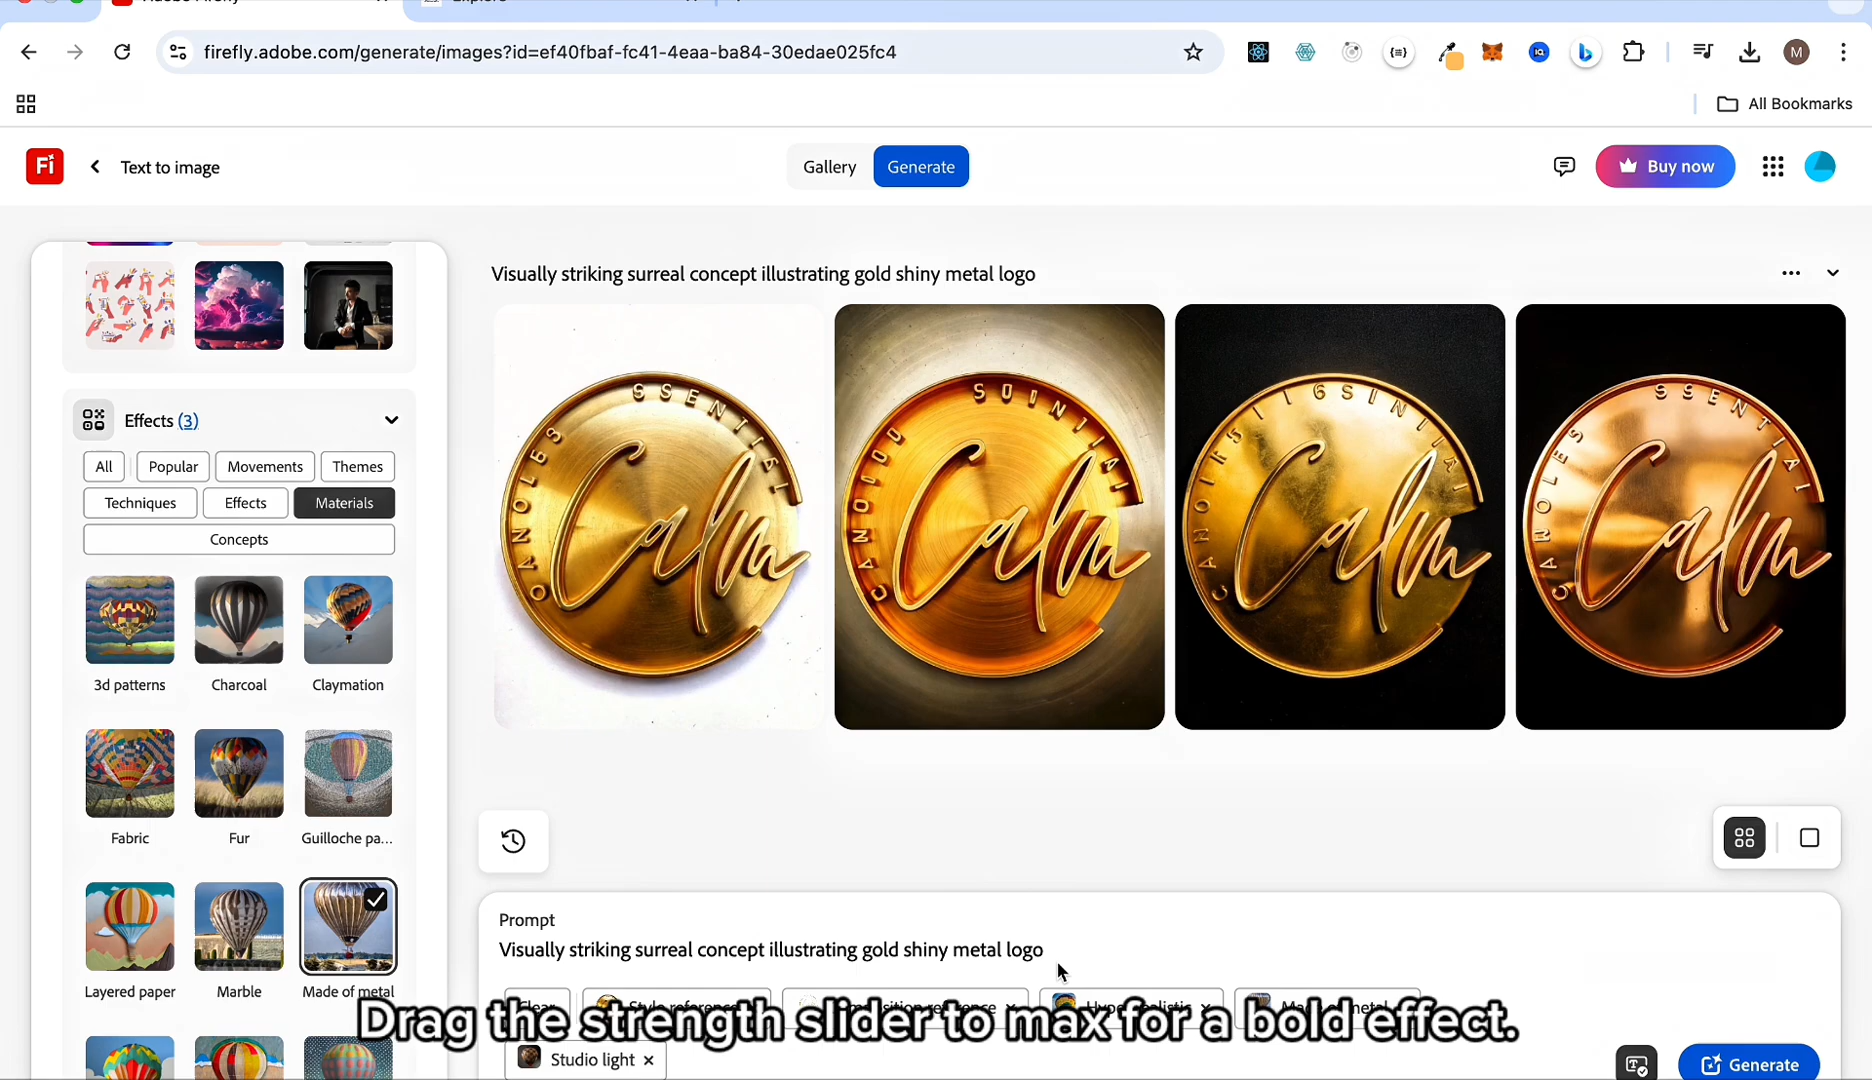 firefly.adobe.com/generate/images?id=ef40fbaf-fc41-4eaa-ba84-30edae025fc4
M
All Bookmarks
Fi
Text to image
Gallery
Generate
Buy now
Visually striking surreal concept illustrating gold shiny metal logo
Effects (3)
All
Popular
Movements
Themes
Techniques
Effects
Materials
Concepts
3d patterns
Charcoal
Claymation
Fabric
Fur
Guilloche pa...
Layered paper
Marble
Made of metal
Calm
Calm
Calm
Calm
Prompt
Visually striking surreal concept illustrating gold shiny metal logo
Drag the strength slider to max for a bold effect.
Studio light
Generate